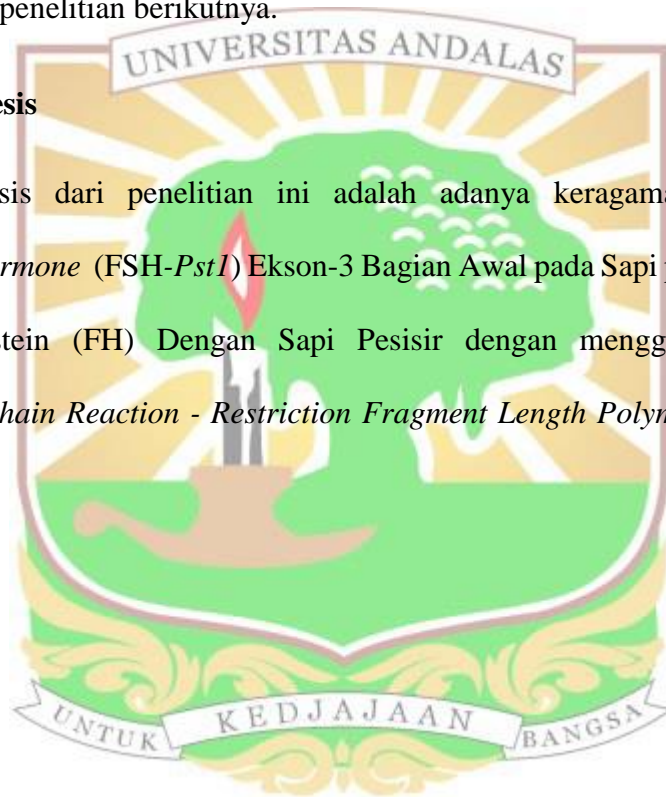 penelitian berikutnya.
UNIVERSITAS ANDALAS
esis
sis dari penelitian ini adalah adanya keragama
rmone (FSH-Pst1) Ekson-3 Bagian Awal pada Sapi p
stein (FH) Dengan Sapi Pesisir dengan mengg
hain Reaction - Restriction Fragment Length Polyn
UNTUK KEDJAJAAN BANGSA